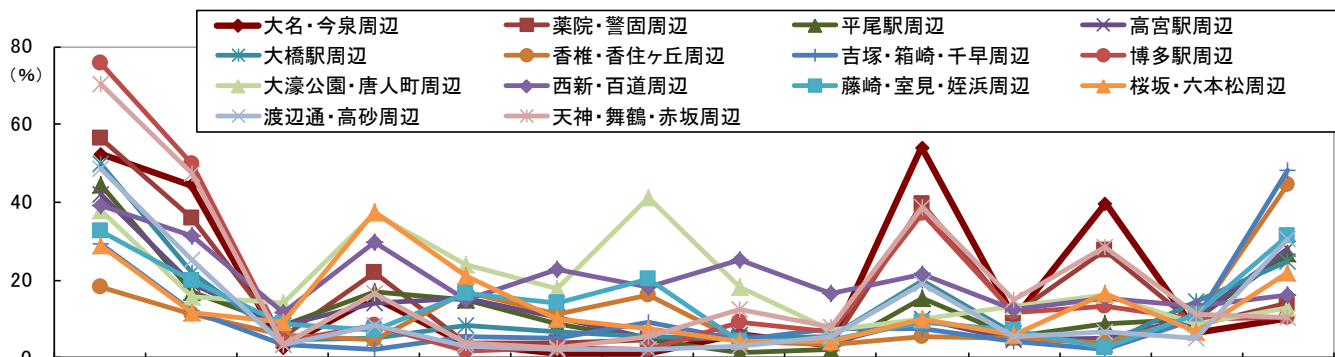 大名・今泉周辺 薬院・警固周辺 平尾駅周辺 高宮駅周辺
大橋駅周辺 香椎・香住ヶ丘周辺 吉塚・箱崎・千早周辺 博多駅周辺
大濠公園・唐人町周辺 西新・百道周辺 藤崎・室見・姪浜周辺 桜坂・六本松周辺
渡辺通・高砂周辺 天神・舞鶴・赤坂周辺
80
(%)
60
40
20
0